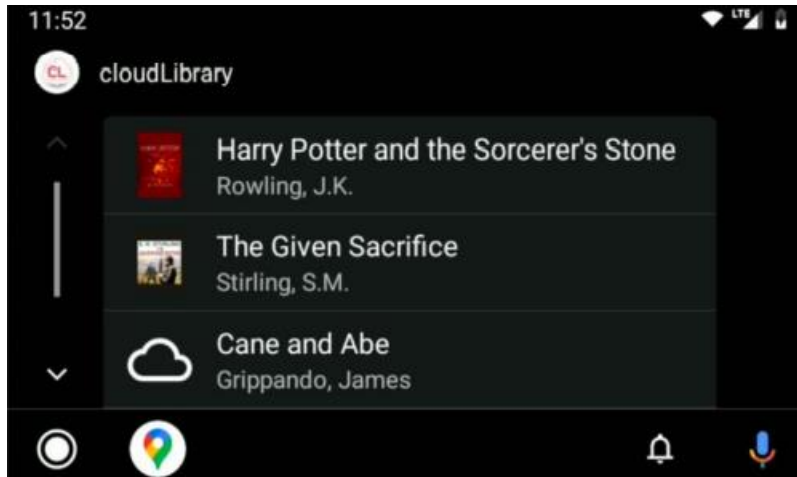 11:52
LTE
CL
cloudLibrary
Harry Potter and the Sorcerer's Stone
Rowling, J.K.
The Given Sacrifice
Stirling, S.M.
Cane and Abe
Grippando, James